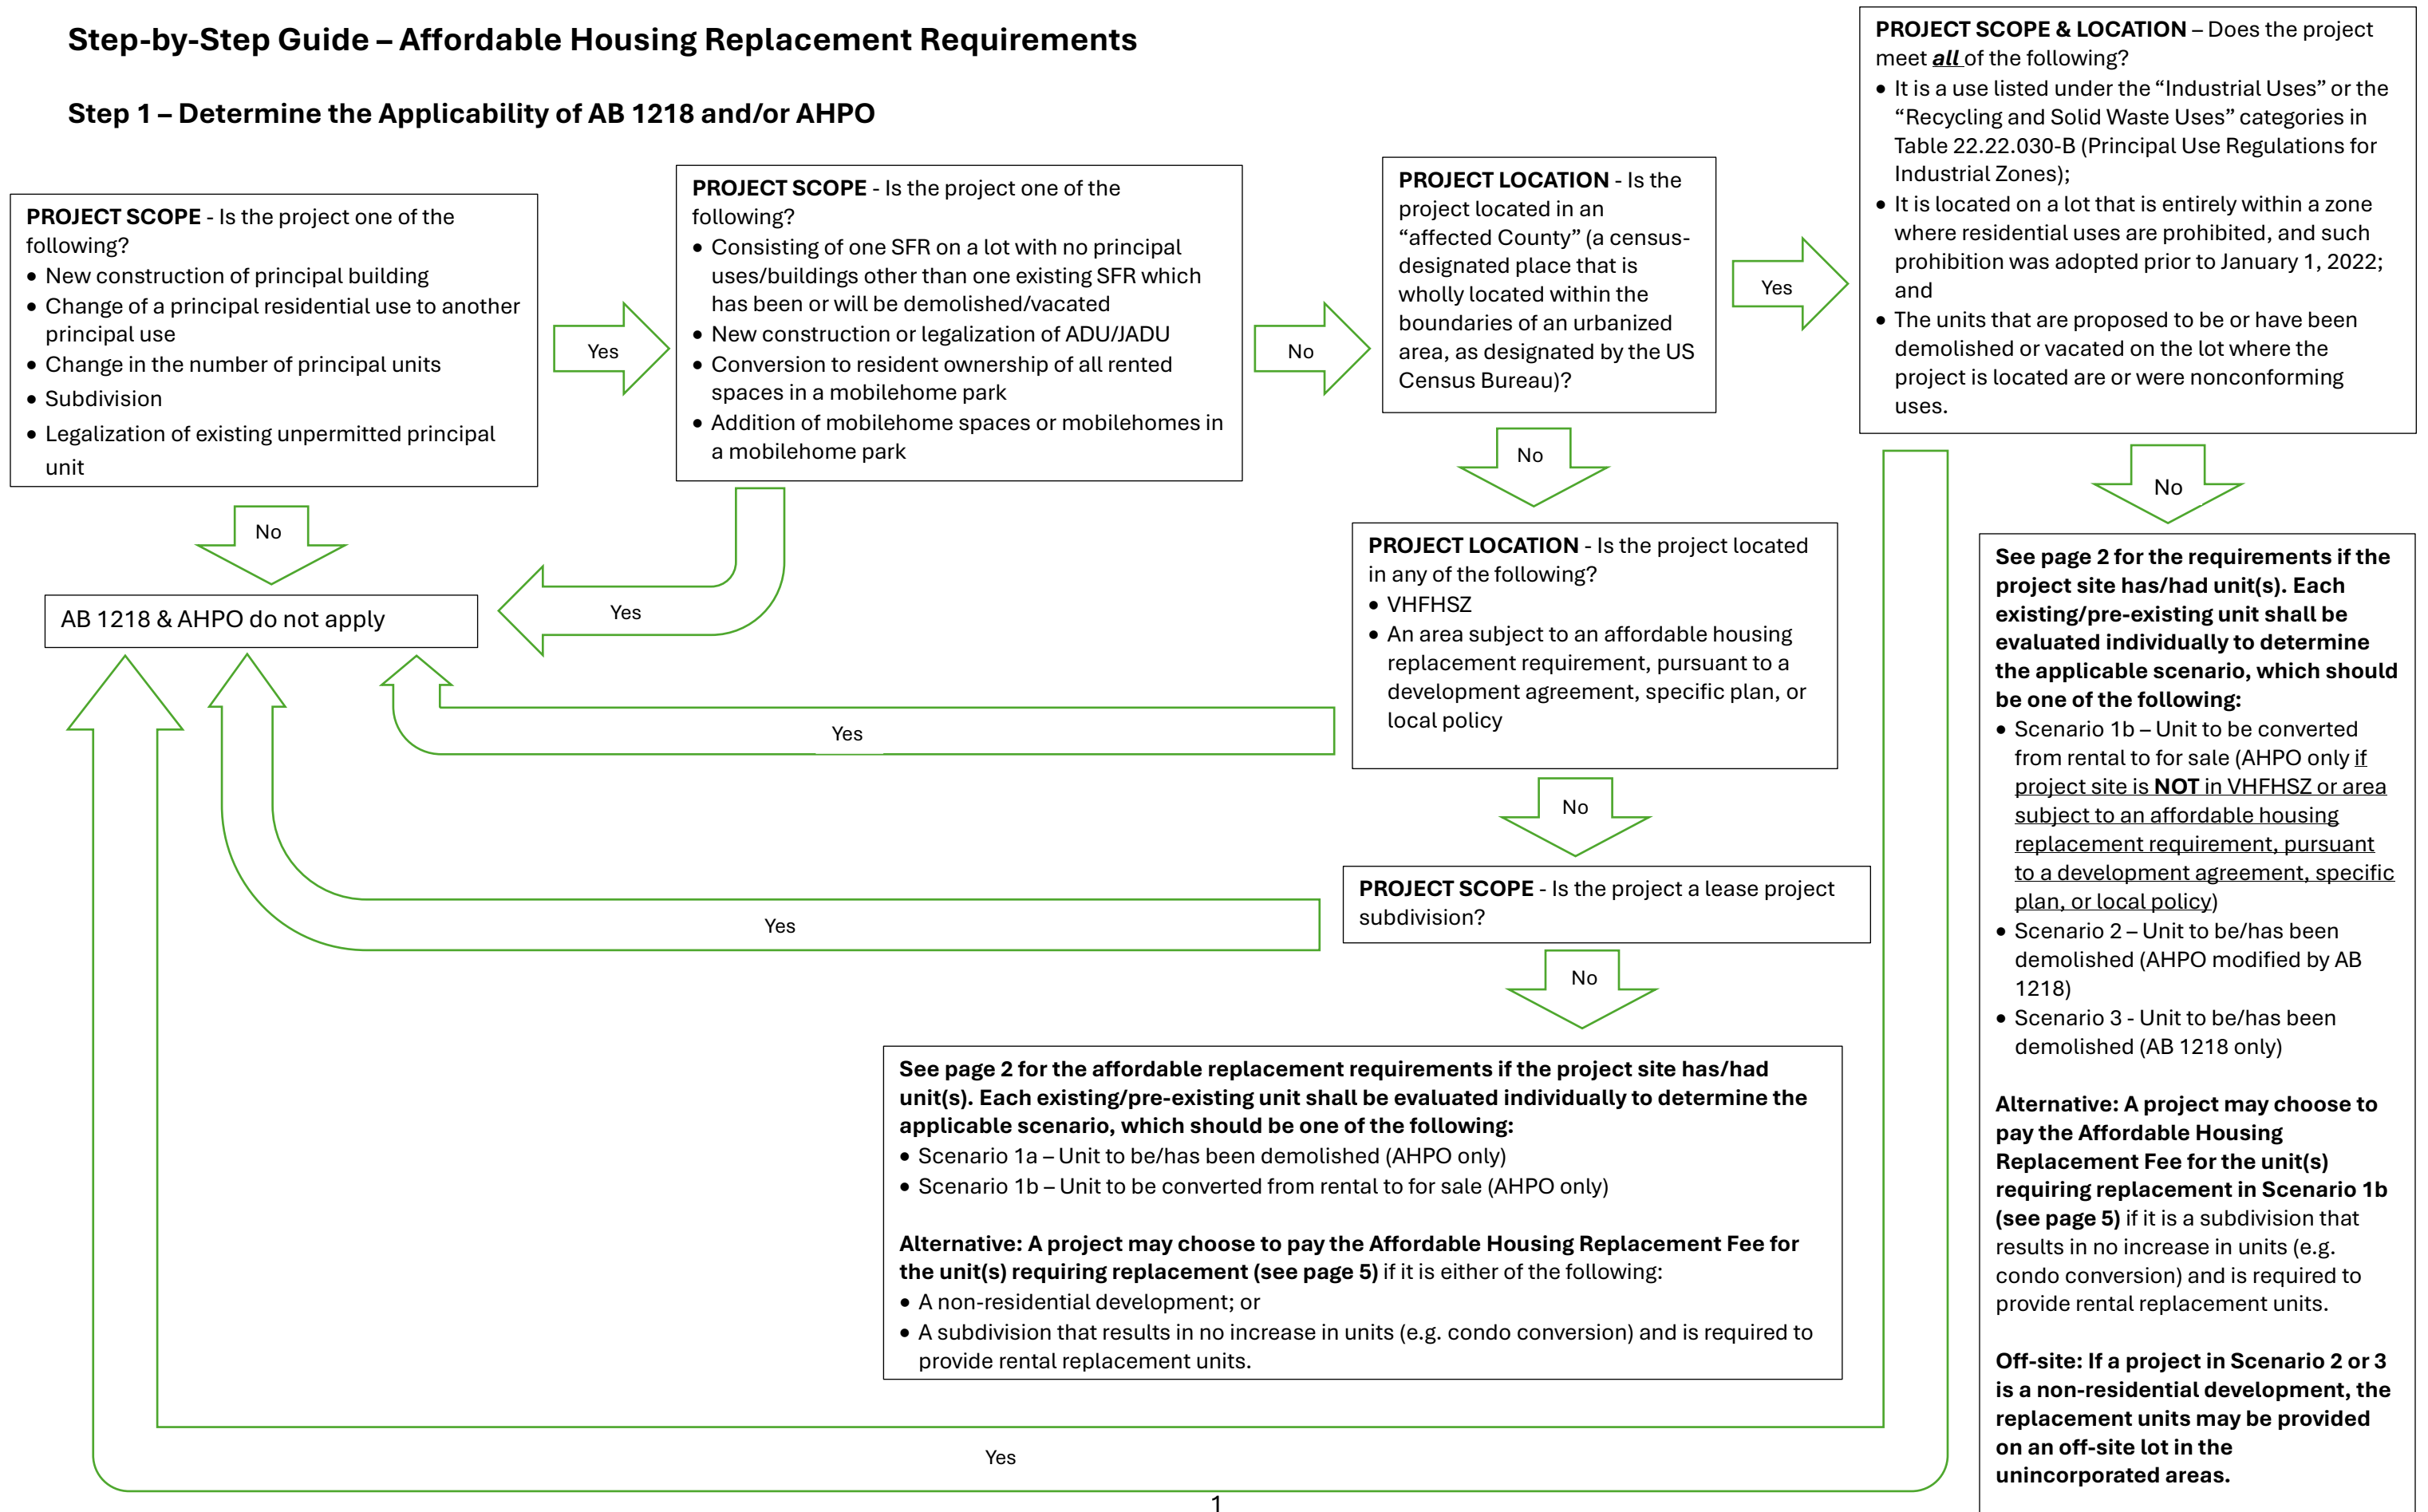 Step-by-Step Guide – Affordable Housing Replacement Requirements
Step 1 – Determine the Applicability of AB 1218 and/or AHPO
PROJECT SCOPE - Is the project one of the
following?
• New construction of principal building
• Change of a principal residential use to another
principal use
• Change in the number of principal units
• Subdivision
• Legalization of existing unpermitted principal
unit
Yes
No
PROJECT SCOPE - Is the project one of the
following?
• Consisting of one SFR on a lot with no principal
uses/buildings other than one existing SFR which
has been or will be demolished/vacated
• New construction or legalization of ADU/JADU
• Conversion to resident ownership of all rented
spaces in a mobilehome park
• Addition of mobilehome spaces or mobilehomes in
a mobilehome park
No
Yes
AB 1218 & AHPO do not apply
PROJECT LOCATION - Is the
project located in an
“affected County” (a census-
designated place that is
wholly located within the
boundaries of an urbanized
area, as designated by the US
Census Bureau)?
Yes
No
PROJECT SCOPE & LOCATION – Does the project
meet all of the following?
• It is a use listed under the “Industrial Uses” or the
“Recycling and Solid Waste Uses” categories in
Table 22.22.030-B (Principal Use Regulations for
Industrial Zones);
• It is located on a lot that is entirely within a zone
where residential uses are prohibited, and such
prohibition was adopted prior to January 1, 2022;
and
• The units that are proposed to be or have been
demolished or vacated on the lot where the
project is located are or were nonconforming
uses.
No
PROJECT LOCATION - Is the project located
in any of the following?
• VHFHSZ
• An area subject to an affordable housing
replacement requirement, pursuant to a
development agreement, specific plan, or
local policy
Yes
No
PROJECT SCOPE - Is the project a lease project
subdivision?
Yes
No
See page 2 for the affordable replacement requirements if the project site has/had
unit(s). Each existing/pre-existing unit shall be evaluated individually to determine the
applicable scenario, which should be one of the following:
• Scenario 1a – Unit to be/has been demolished (AHPO only)
• Scenario 1b – Unit to be converted from rental to for sale (AHPO only)
Alternative: A project may choose to pay the Affordable Housing Replacement Fee for
the unit(s) requiring replacement (see page 5) if it is either of the following:
• A non-residential development; or
• A subdivision that results in no increase in units (e.g. condo conversion) and is required to
provide rental replacement units.
See page 2 for the requirements if the
project site has/had unit(s). Each
existing/pre-existing unit shall be
evaluated individually to determine
the applicable scenario, which should
be one of the following:
• Scenario 1b – Unit to be converted
from rental to for sale (AHPO only if
project site is NOT in VHFHSZ or area
subject to an affordable housing
replacement requirement, pursuant
to a development agreement, specific
plan, or local policy)
• Scenario 2 – Unit to be/has been
demolished (AHPO modified by AB
1218)
• Scenario 3 - Unit to be/has been
demolished (AB 1218 only)
Alternative: A project may choose to
pay the Affordable Housing
Replacement Fee for the unit(s)
requiring replacement in Scenario 1b
(see page 5) if it is a subdivision that
results in no increase in units (e.g.
condo conversion) and is required to
provide rental replacement units.
Off-site: If a project in Scenario 2 or 3
is a non-residential development, the
replacement units may be provided
on an off-site lot in the
unincorporated areas.
Yes
1